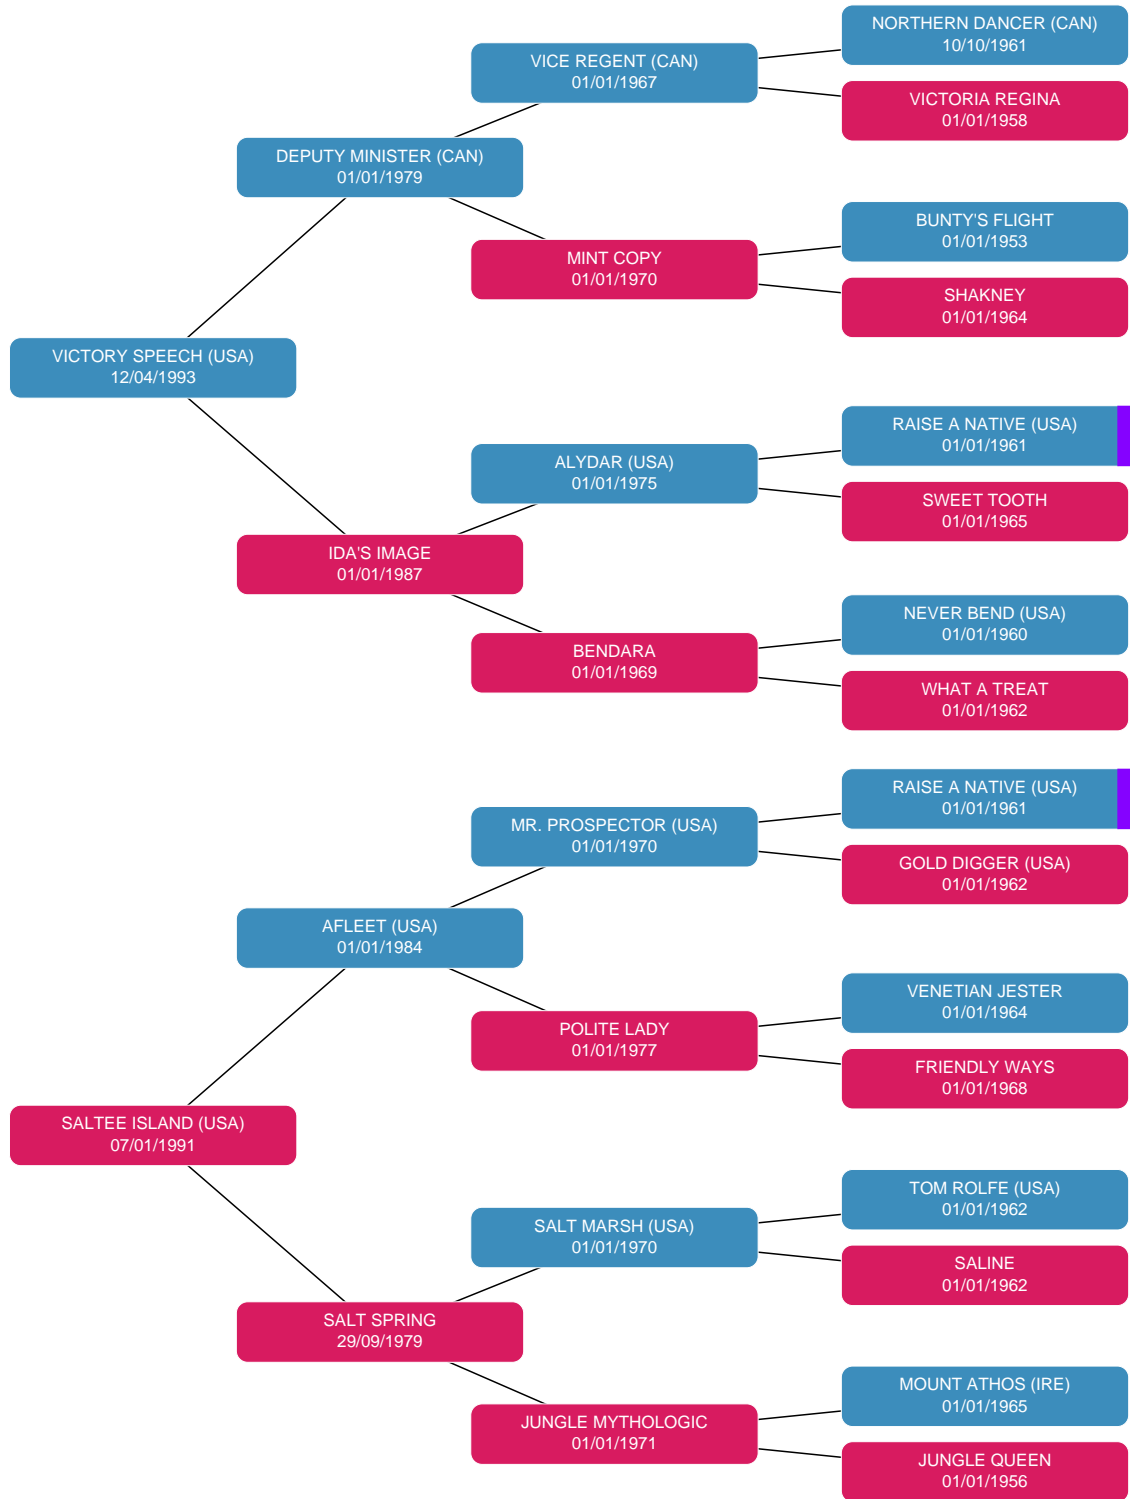 NORTHERN DANCER (CAN)
10/10/1961
VICE REGENT (CAN)
01/01/1967
VICTORIA REGINA
01/01/1958
DEPUTY MINISTER (CAN)
01/01/1979
BUNTY'S FLIGHT
01/01/1953
MINT COPY
01/01/1970
SHAKNEY
01/01/1964
VICTORY SPEECH (USA)
12/04/1993
RAISE A NATIVE (USA)
01/01/1961
ALYDAR (USA)
01/01/1975
SWEET TOOTH
01/01/1965
IDA'S IMAGE
01/01/1987
NEVER BEND (USA)
01/01/1960
BENDARA
01/01/1969
WHAT A TREAT
01/01/1962
RAISE A NATIVE (USA)
01/01/1961
MR. PROSPECTOR (USA)
01/01/1970
GOLD DIGGER (USA)
01/01/1962
AFLEET (USA)
01/01/1984
VENETIAN JESTER
01/01/1964
POLITE LADY
01/01/1977
FRIENDLY WAYS
01/01/1968
SALTEE ISLAND (USA)
07/01/1991
TOM ROLFE (USA)
01/01/1962
SALT MARSH (USA)
01/01/1970
SALINE
01/01/1962
SALT SPRING
29/09/1979
MOUNT ATHOS (IRE)
01/01/1965
JUNGLE MYTHOLOGIC
01/01/1971
JUNGLE QUEEN
01/01/1956